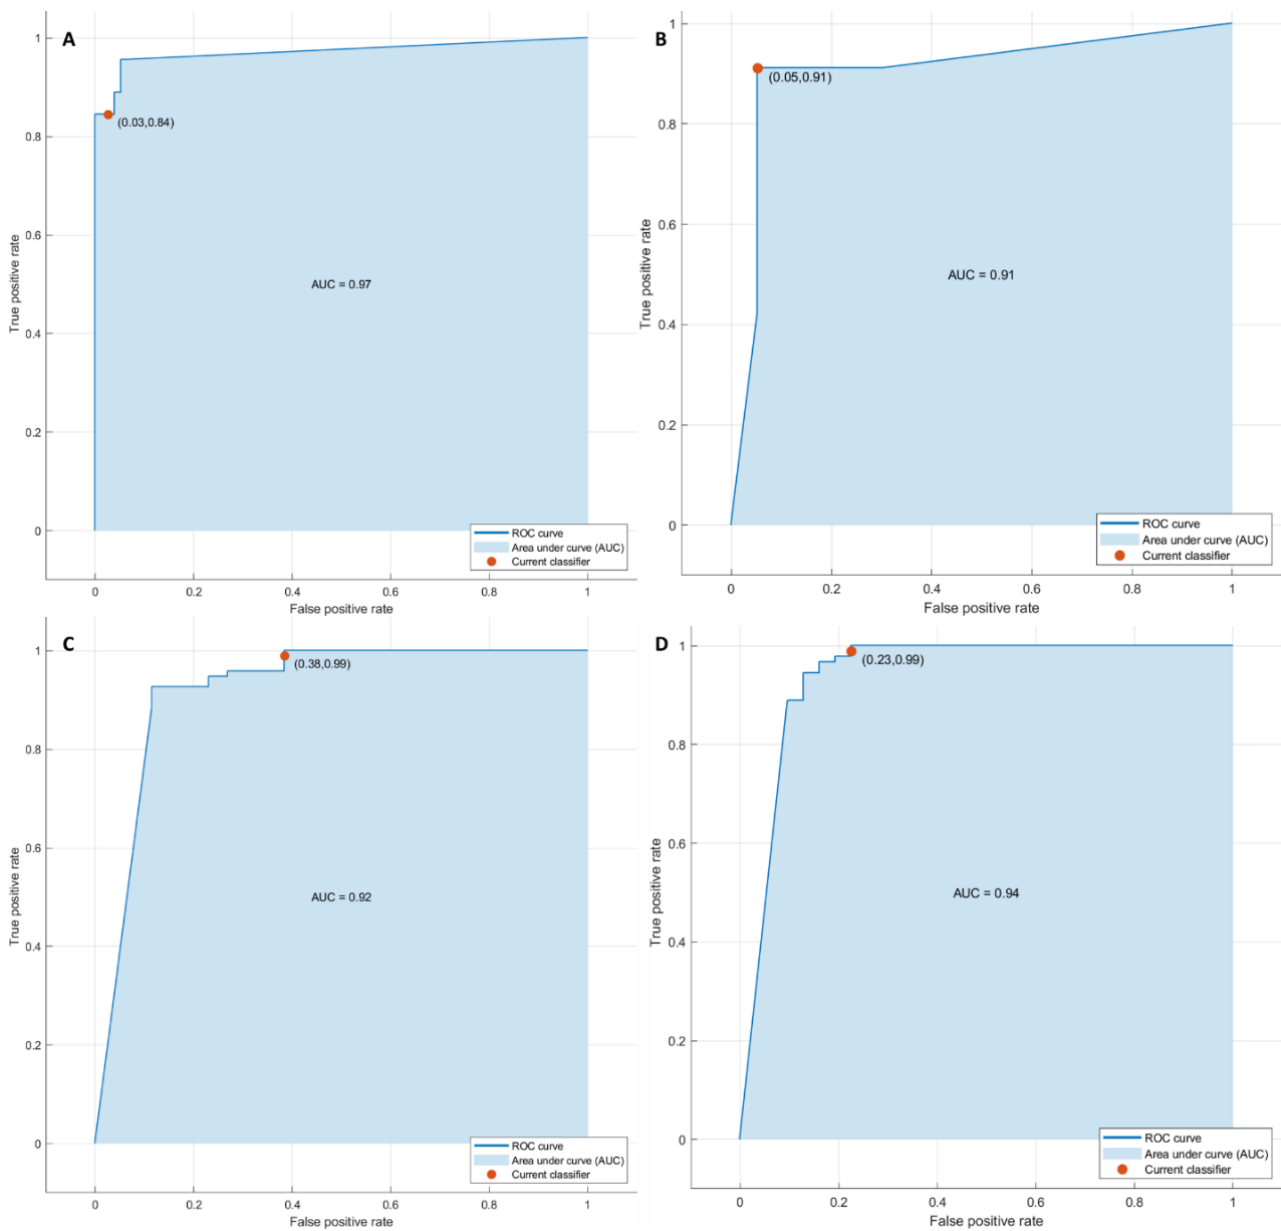 A
1
0.8
0.6
0.4
0.2
0
True positive rate
(0.03,0.84)
AUC = 0.97
ROC curve
Area under curve (AUC)
Current classifier
0
0.2
0.4
0.6
0.8
1
False positive rate
B
1
0.8
0.6
0.4
0.2
0
True positive rate
(0.05,0.91)
AUC = 0.91
ROC curve
Area under curve (AUC)
Current classifier
0
0.2
0.4
0.6
0.8
1
False positive rate
C
1
0.8
0.6
0.4
0.2
0
True positive rate
(0.38,0.99)
AUC = 0.92
ROC curve
Area under curve (AUC)
Current classifier
0
0.2
0.4
0.6
0.8
1
False positive rate
D
1
0.8
0.6
0.4
0.2
0
True positive rate
(0.23,0.99)
AUC = 0.94
ROC curve
Area under curve (AUC)
Current classifier
0
0.2
0.4
0.6
0.8
1
False positive rate